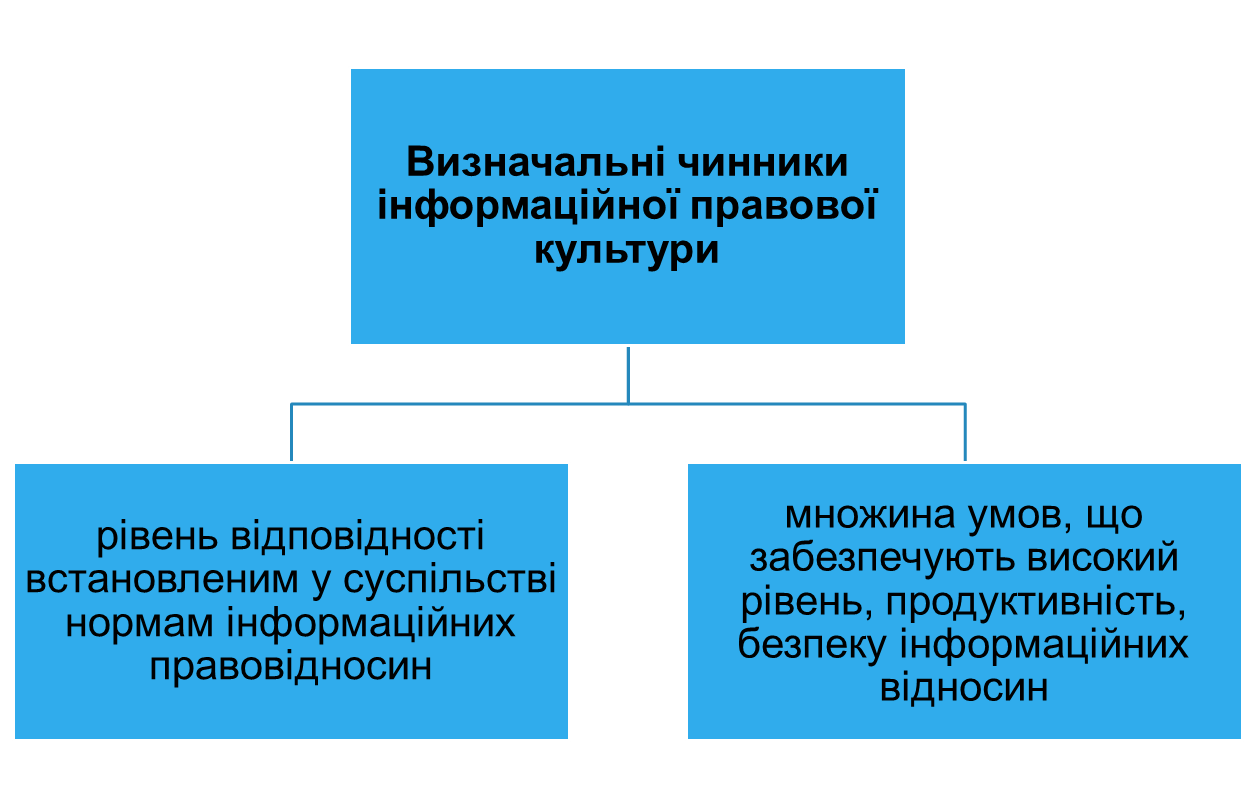 Визначальні чинники
інформаційної правової
культури
рівень відповідності
встановленим у суспільстві
нормам інформаційних
правовідносин
множина умов, що
забезпечують високий
рівень, продуктивність,
безпеку інформаційних
відносин